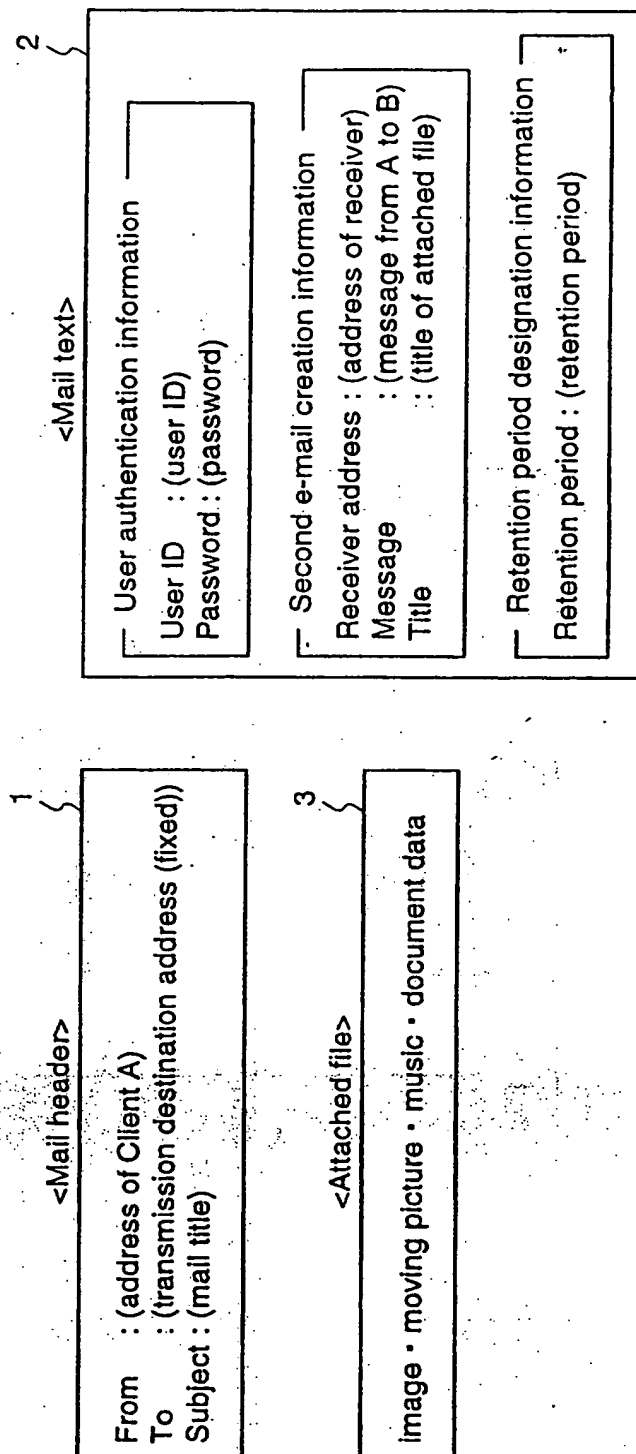 <Mail header>
1
From : (address of Client A)
To : (transmission destination address (fixed))
Subject : (mail title)
<Attached file>
3
Image・moving picture・music・document data
<Mail text>
2
User authentication information
User ID : (user ID)
Password : (password)
Second e-mail creation information
Receiver address : (address of receiver)
Message : (message from A to B)
Title : (title of attached file)
Retention period designation information
Retention period : (retention period)